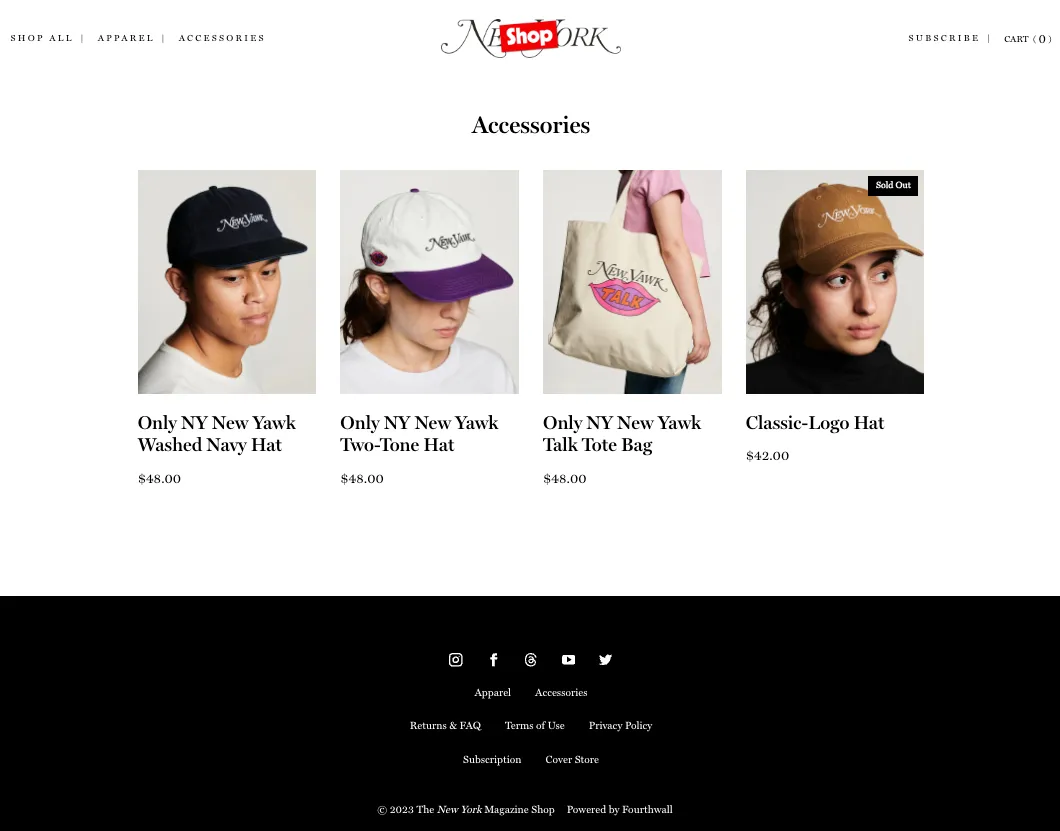 SHOP ALL | APPAREL | ACCESSORIES
New York
Shop
SUBSCRIBE | CART ( 0 )
Accessories
New Yawk
New Yawk
New Yawk
TALK
New York
Sold Out
Only NY New Yawk
Washed Navy Hat
$48.00
Only NY New Yawk
Two-Tone Hat
$48.00
Only NY New Yawk
Talk Tote Bag
$48.00
Classic-Logo Hat
$42.00
Apparel Accessories
Returns & FAQ Terms of Use Privacy Policy
Subscription Cover Store
© 2023 The New York Magazine Shop Powered by Fourthwall